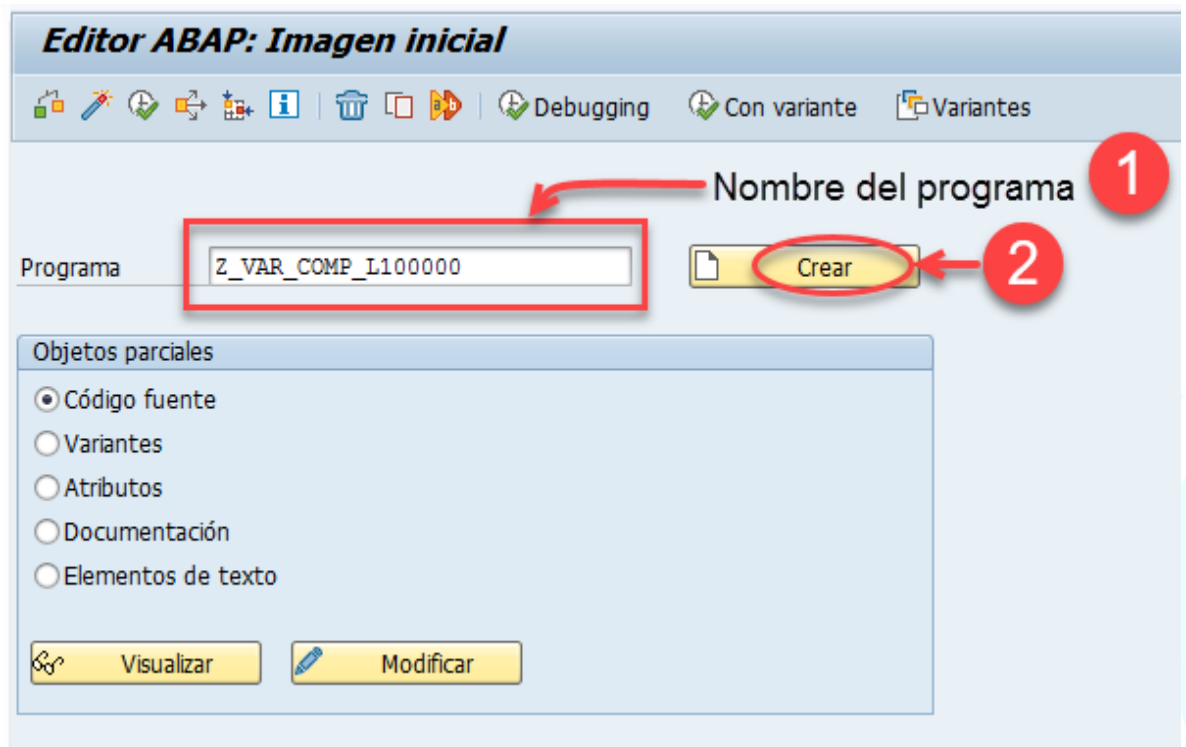 Editor ABAP: Imagen inicial
Debugging Con variante Variantes
Nombre del programa 1
Programa Z_VAR_COMP_L100000 Crear 2
Objetos parciales
Código fuente
Variantes
Atributos
Documentación
Elementos de texto
Visualizar Modificar